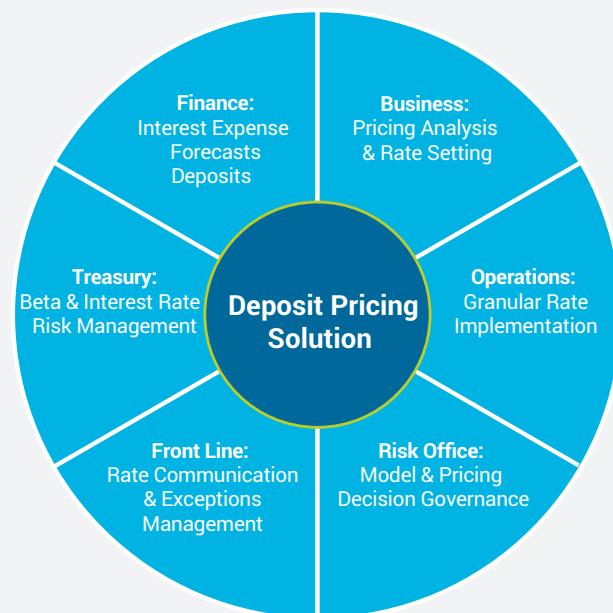 Finance:
Interest Expense
Forecasts
Deposits
Business:
Pricing Analysis
& Rate Setting
Treasury:
Beta & Interest Rate
Risk Management
Deposit Pricing
Solution
Operations:
Granular Rate
Implementation
Front Line:
Rate Communication
& Exceptions
Management
Risk Office:
Model & Pricing
Decision Governance